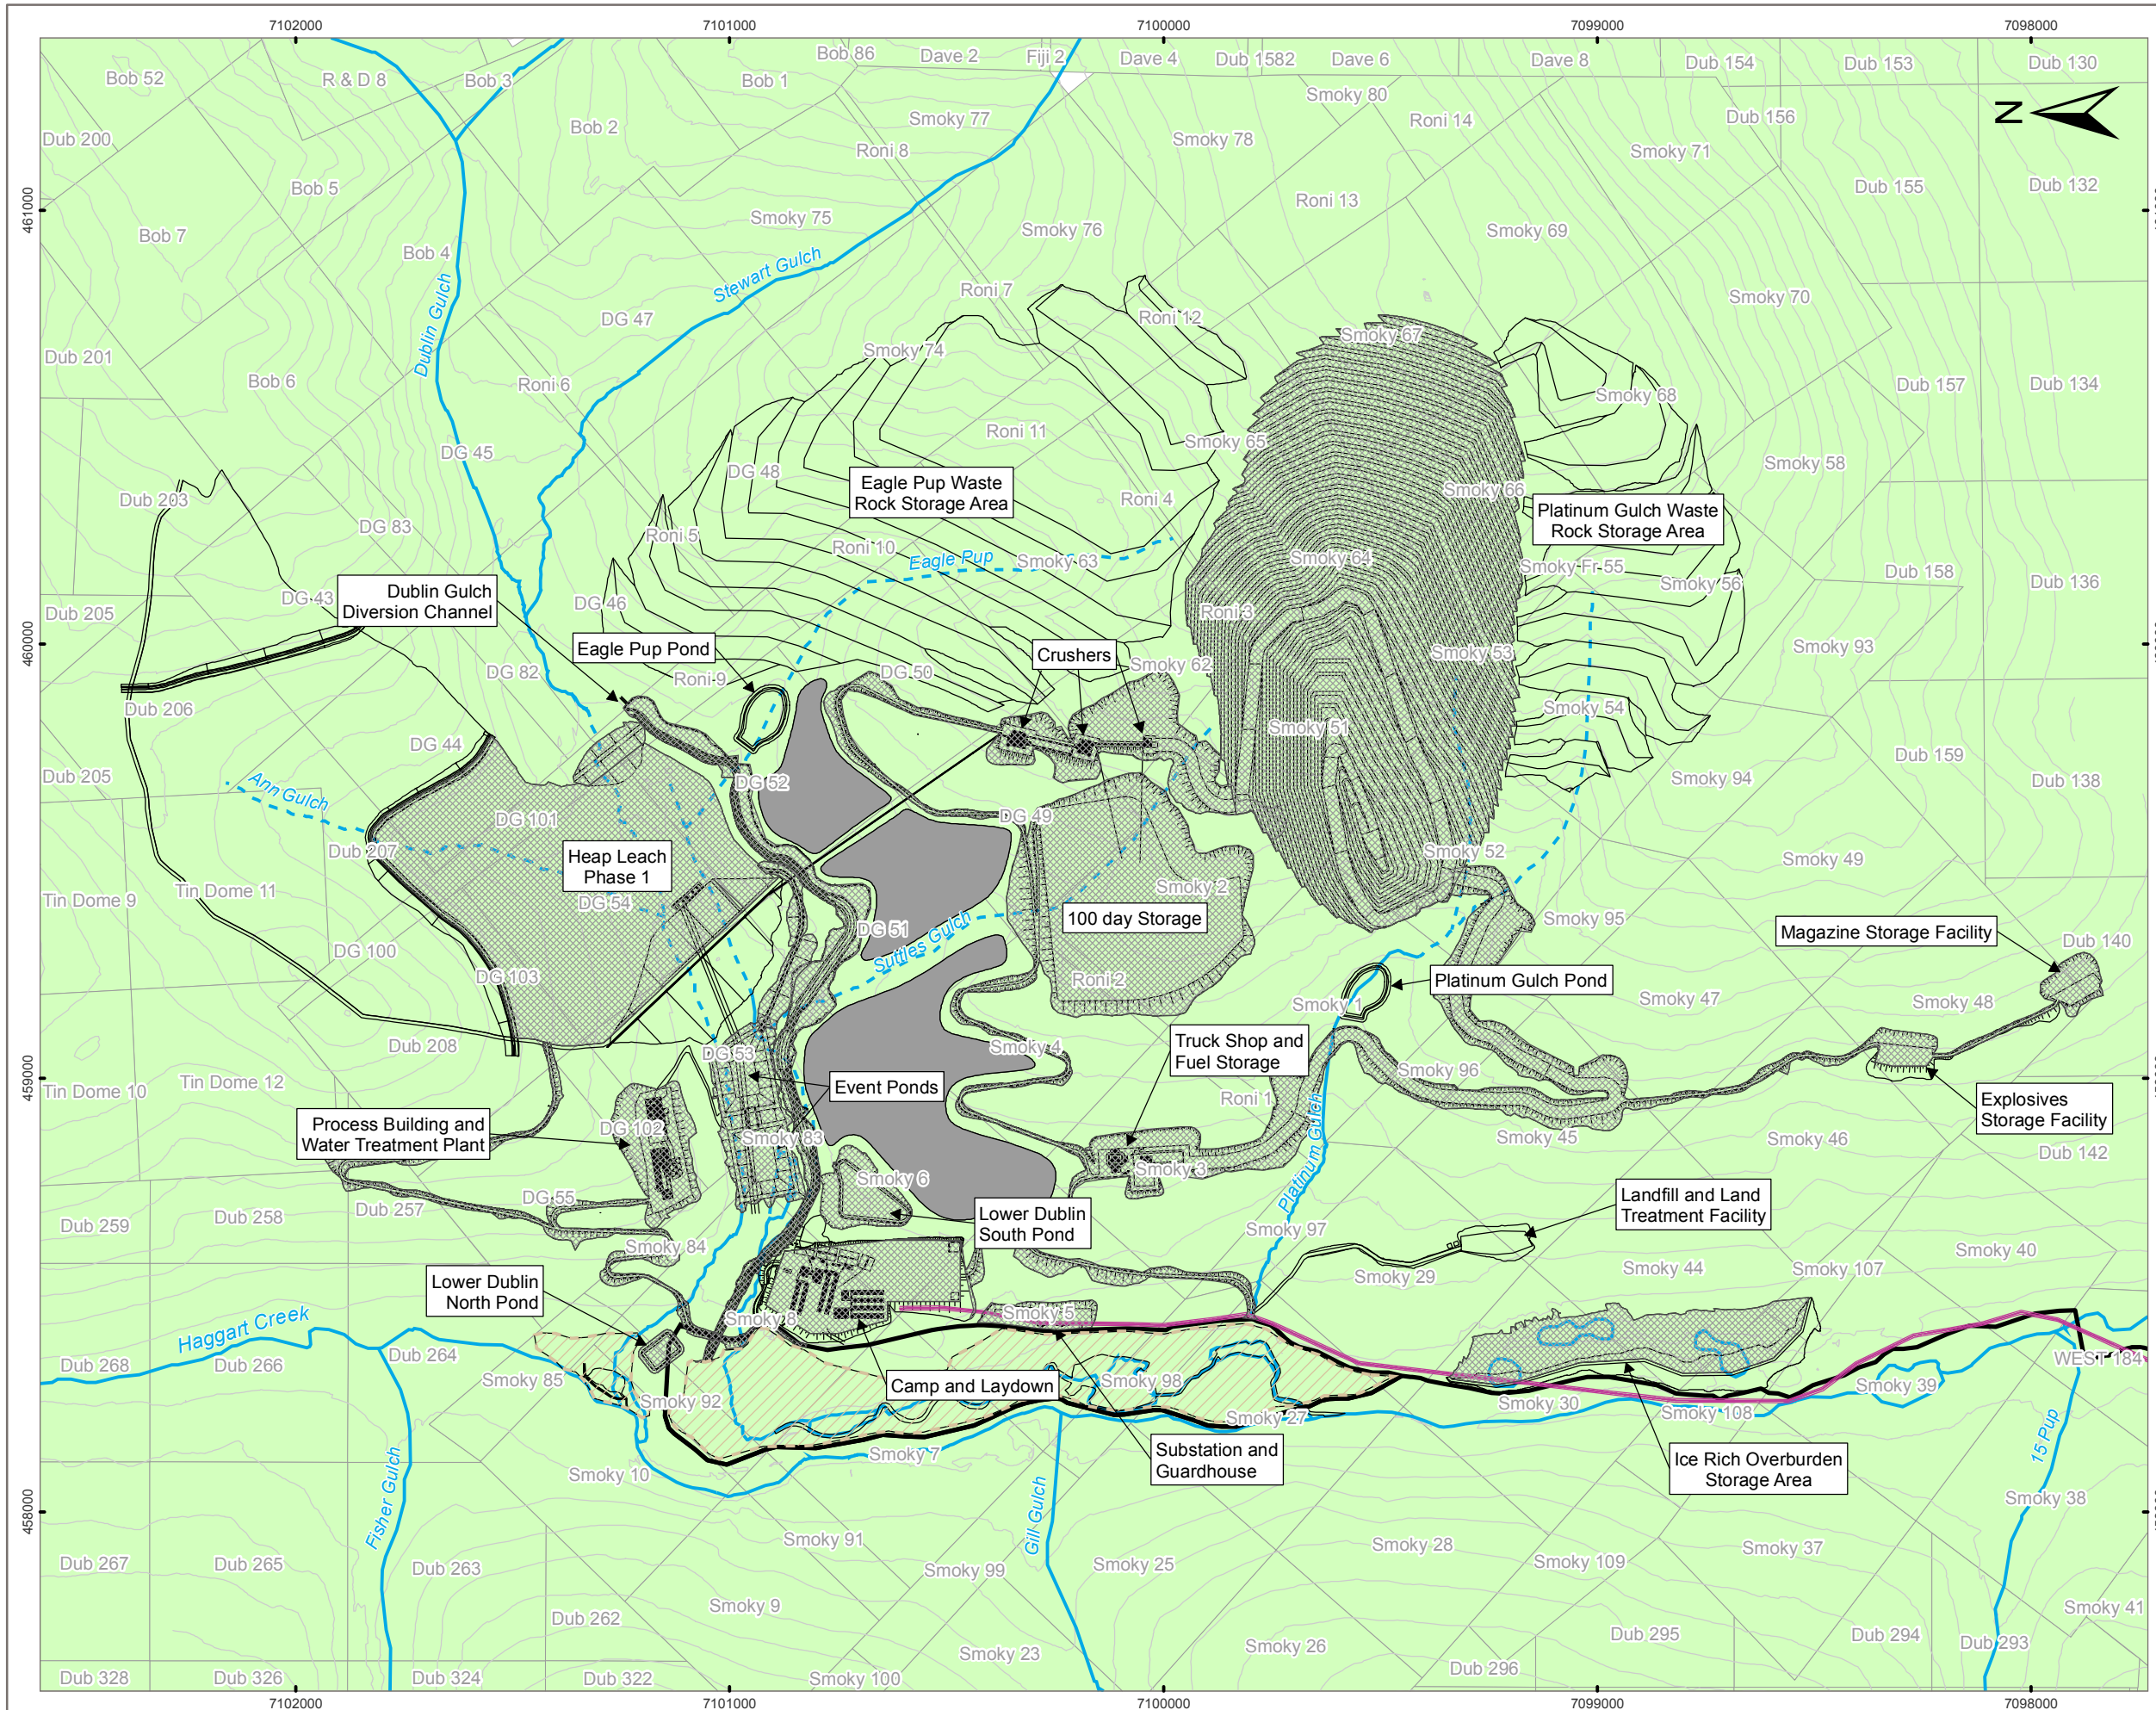 7102000
7101000
7100000
7099000
7098000
Bob 52
R & D 8
Bob 3
Bob 1
Bob 86
Dave 2
Fiji 2
Dave 4
Dub 1582
Dave 6
Dave 8
Dub 154
Dub 153
Dub 130
Smoky 80
Dub 200
Bob 2
Smoky 77
Roni 8
Smoky 78
Roni 14
Smoky 71
Dub 156
N
461000
Bob 5
Bob 7
Bob 4
Smoky 75
Smoky 76
Roni 13
Smoky 69
Dub 155
Dub 132
Dublin Gulch
Stewart Gulch
DG 47
Roni 7
Roni 12
Smoky 70
Dub 201
Bob 6
Roni 6
Smoky 74
Smoky 67
Smoky 68
Dub 157
Dub 134
DG 45
DG 48
Roni 11
Smoky 65
Smoky 58
Dub 203
Eagle Pup Waste
Rock Storage Area
Roni 4
Smoky 66
Platinum Gulch Waste
Rock Storage Area
DG 83
Roni 5
Roni 10
Eagle Pup
Smoky 63
Smoky 64
Smoky Fr 55
Smoky 56
Dub 158
Dub 136
Dub 205
DG 43
Dublin Gulch
Diversion Channel
DG 46
Roni 3
460000
Eagle Pup Pond
Crushers
Smoky 62
Smoky 53
Smoky 93
DG 82
Roni 9
DG 50
Dub 206
Smoky 51
Smoky 54
DG 44
Dub 159
Dub 205
Ann Gulch
DG 52
Smoky 94
Dub 138
DG 101
DG 49
Dub 207
Heap Leach
Phase 1
Smoky 52
Smoky 49
Tin Dome 9
Tin Dome 11
DG 54
Smoky 2
100 day Storage
Smoky 95
DG 51
Suttles Gulch
Magazine Storage Facility
Dub 140
DG 100
DG 103
Roni 2
Platinum Gulch Pond
Smoky 1
Smoky 47
Smoky 48
Dub 208
DG 53
Smoky 4
Truck Shop and
Fuel Storage
459000
Tin Dome 10
Tin Dome 12
Event Ponds
Roni 1
Smoky 96
Explosives
Storage Facility
Process Building and
Water Treatment Plant
DG 102
Smoky 83
Platinum Gulch
Smoky 45
Smoky 46
Dub 142
Smoky 3
Dub 259
Dub 258
Dub 257
DG 55
Smoky 6
Lower Dublin
South Pond
Landfill and Land
Treatment Facility
Smoky 97
Smoky 84
Smoky 29
Smoky 44
Smoky 107
Smoky 40
Lower Dublin
North Pond
Haggart Creek
Smoky 8
Smoky 5
Dub 268
Dub 266
Dub 264
Smoky 85
Smoky 92
Camp and Laydown
Smoky 98
Smoky 27
Smoky 30
Smoky 108
Smoky 39
WEST 184
Smoky 7
Substation and
Guardhouse
Ice Rich Overburden
Storage Area
15 Pup
Smoky 10
Fisher Gulch
Gill Gulch
458000
Smoky 38
Smoky 91
Smoky 28
Smoky 109
Smoky 37
Dub 267
Dub 265
Dub 263
Smoky 99
Smoky 25
Dub 262
Smoky 9
Smoky 23
Smoky 26
Dub 295
Dub 294
Dub 293
Smoky 41
Dub 328
Dub 326
Dub 324
Dub 322
Smoky 100
Dub 296
7102000
7101000
7100000
7099000
7098000